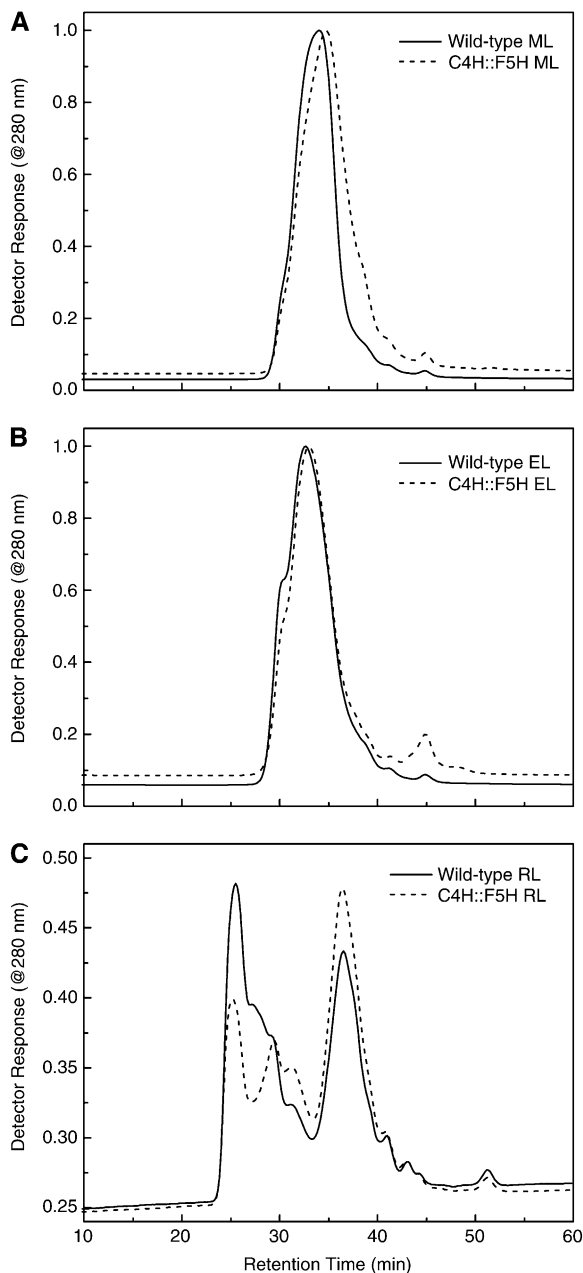 A
1.0
0.8
0.6
0.4
0.2
0.0
Detector Response (@280 nm)
Wild-type ML
C4H::F5H ML
B
1.0
0.8
0.6
0.4
0.2
0.0
Detector Response (@280 nm)
Wild-type EL
C4H::F5H EL
C
0.50
0.45
0.40
0.35
0.30
0.25
Detector Response (@280 nm)
Wild-type RL
C4H::F5H RL
10 20 30 40 50 60
Retention Time (min)